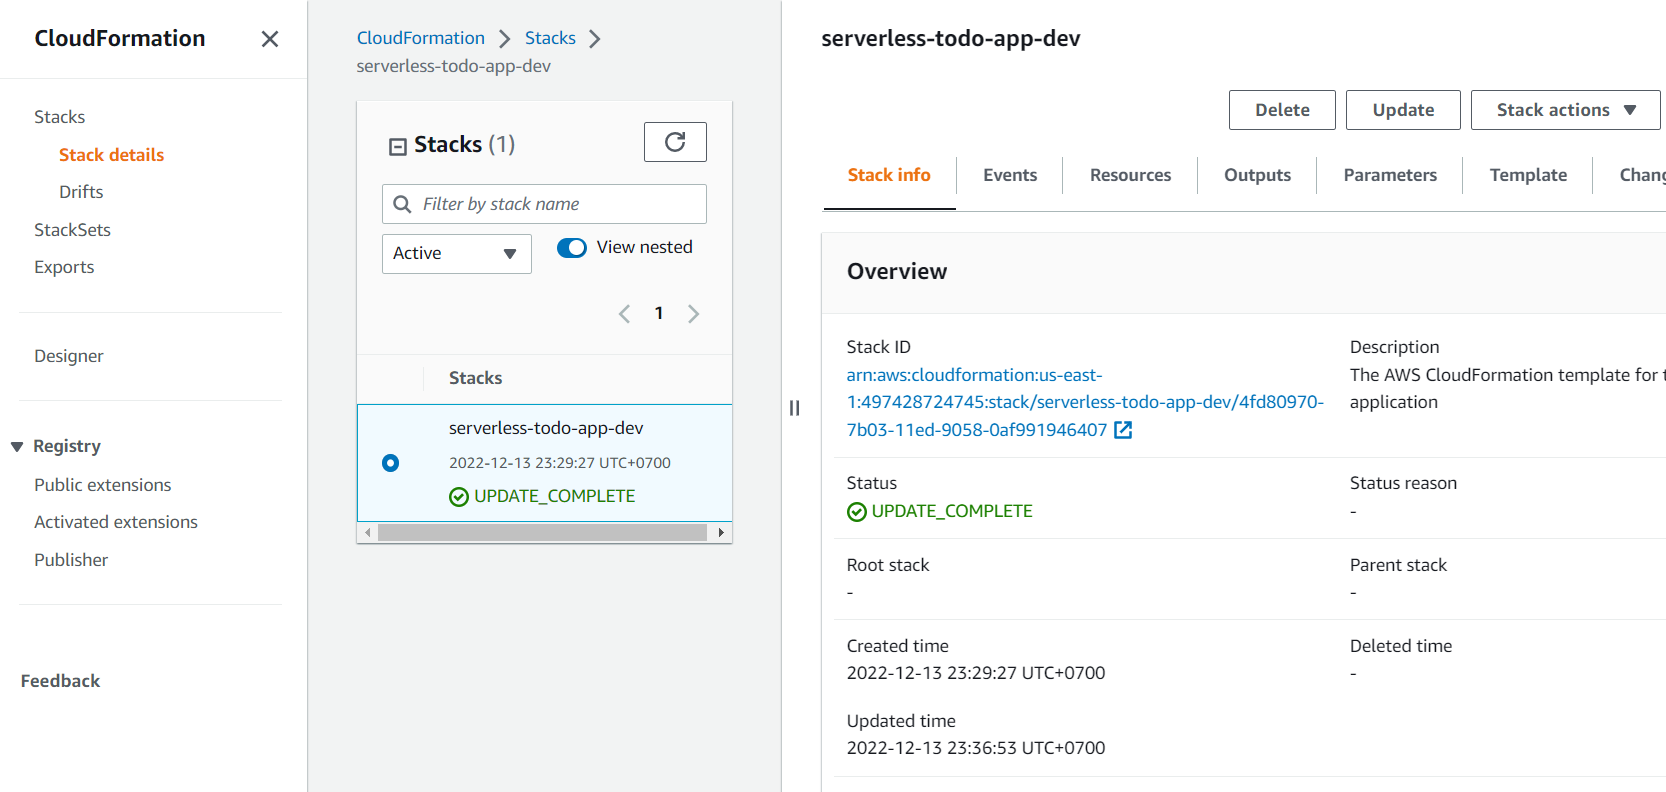 CloudFormation
Stacks
Stack details
Drifts
StackSets
Exports
Designer
Registry
Public extensions
Activated extensions
Publisher
Feedback
CloudFormation
Stacks
serverless-todo-app-dev
Stacks (1)
Filter by stack name
Active
View nested
1
Stacks
serverless-todo-app-dev
2022-12-13 23:29:27 UTC+0700
UPDATE_COMPLETE
serverless-todo-app-dev
Delete
Update
Stack actions
Stack info
Events
Resources
Outputs
Parameters
Template
Chang
Overview
Stack ID
arn:aws:cloudformation:us-east-
1:497428724745:stack/serverless-todo-app-dev/4fd80970-
7b03-11ed-9058-0af991946407
Description
The AWS CloudFormation template for t
application
Status
UPDATE_COMPLETE
Status reason
-
Root stack
-
Parent stack
-
Created time
2022-12-13 23:29:27 UTC+0700
Deleted time
-
Updated time
2022-12-13 23:36:53 UTC+0700